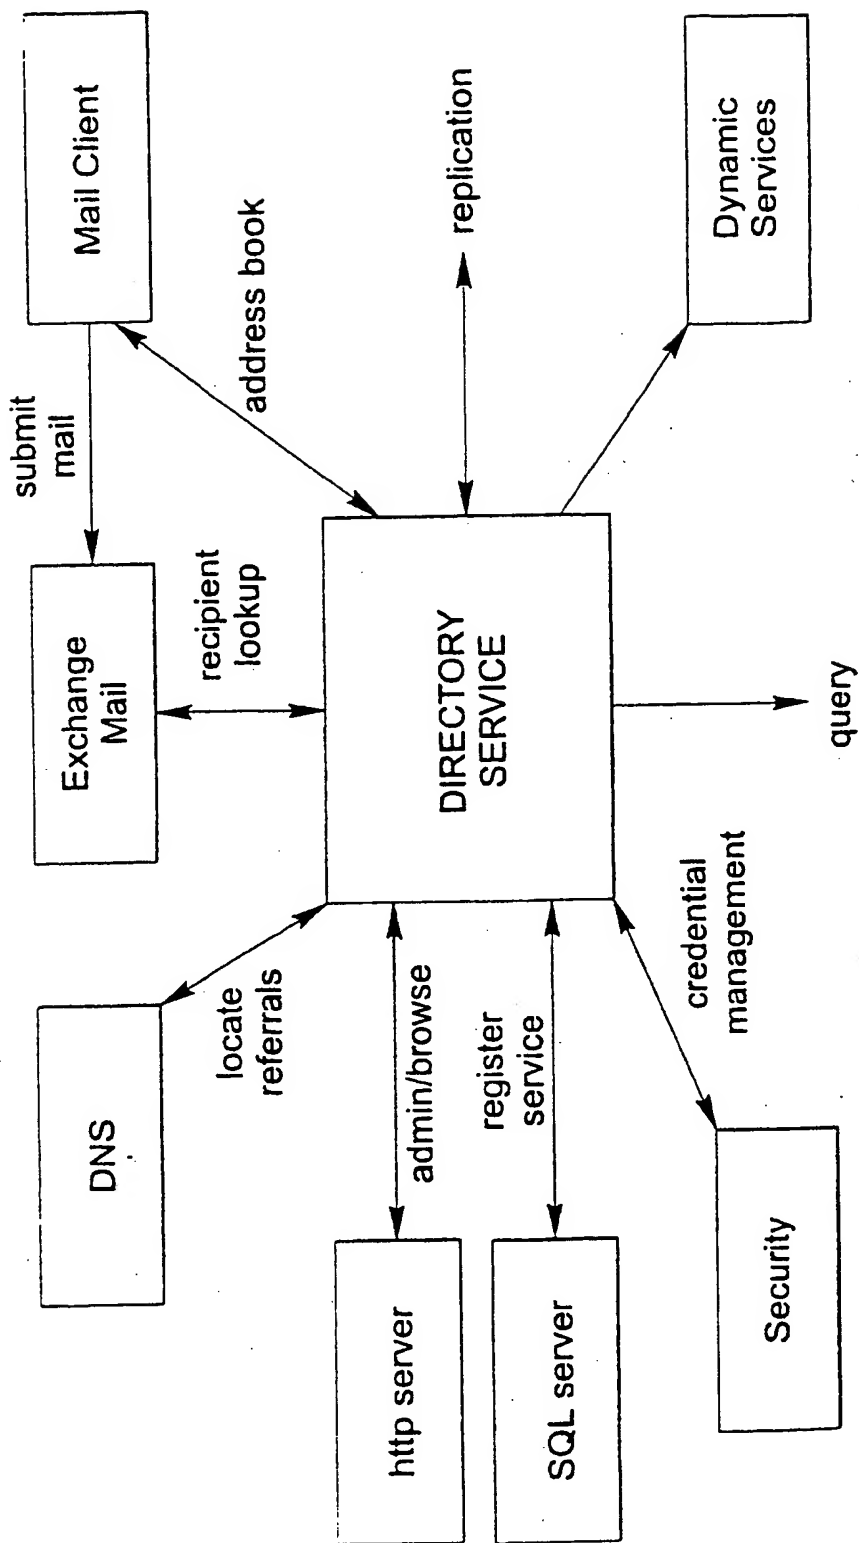 DNS
Exchange
Mail
Mail Client
submit
mail
locate
referrals
recipient
lookup
address book
http server
admin/browse
DIRECTORY
SERVICE
replication
SQL server
register
service
Security
credential
management
query
Dynamic
Services